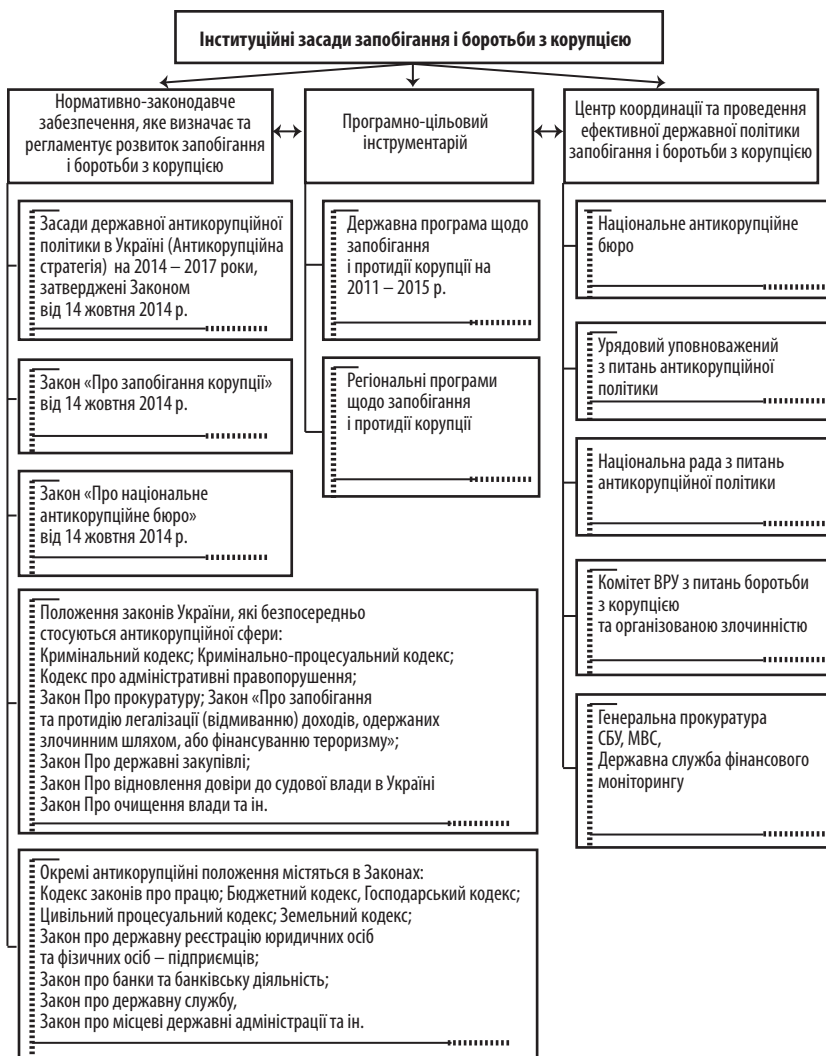 Інституційні засади запобігання і боротьби з корупцією
Нормативно-законодавче
забезпечення, яке визначає та
регламентує розвиток запобігання
і боротьби з корупцією
Програмно-цільовий
інструментарій
Центр координації та проведення
ефективної державної політики
запобігання і боротьби з корупцією
Засади державної антикорупційної
політики в Україні (Антикорупційна
стратегія) на 2014 – 2017 роки,
затверджені Законом
від 14 жовтня 2014 р.
Закон «Про запобігання корупції»
від 14 жовтня 2014 р.
Закон «Про національне
антикорупційне бюро»
від 14 жовтня 2014 р.
Положення законів України, які безпосередньо
стосуються антикорупційної сфери:
Кримінальний кодекс; Кримінально-процесуальний кодекс;
Кодекс про адміністративні правопорушення;
Закон Про прокуратуру; Закон «Про запобігання
та протидію легалізації (відмиванню) доходів, одержаних
злочинним шляхом, або фінансуванню тероризму»;
Закон Про державні закупівлі;
Закон Про відновлення довіри до судової влади в Україні
Закон Про очищення влади та ін.
Окремі антикорупційні положення містяться в Законах:
Кодекс законів про працю; Бюджетний кодекс, Господарський кодекс;
Цивільний процесуальний кодекс; Земельний кодекс;
Закон про державну реєстрацію юридичних осіб
та фізичних осіб – підприємців;
Закон про банки та банківську діяльність;
Закон про державну службу,
Закон про місцеві державні адміністрації та ін.
Державна програма щодо
запобігання
і протидії корупції на
2011 – 2015 р.
Регіональні програми
щодо запобігання
і протидії корупції
Національне антикорупційне
бюро
Урядовий уповноважений
з питань антикорупційної
політики
Національна рада з питань
антикорупційної політики
Комітет ВРУ з питань боротьби
з корупцією
та організованою злочинністю
Генеральна прокуратура
СБУ, МВС,
Державна служба фінансового
моніторингу